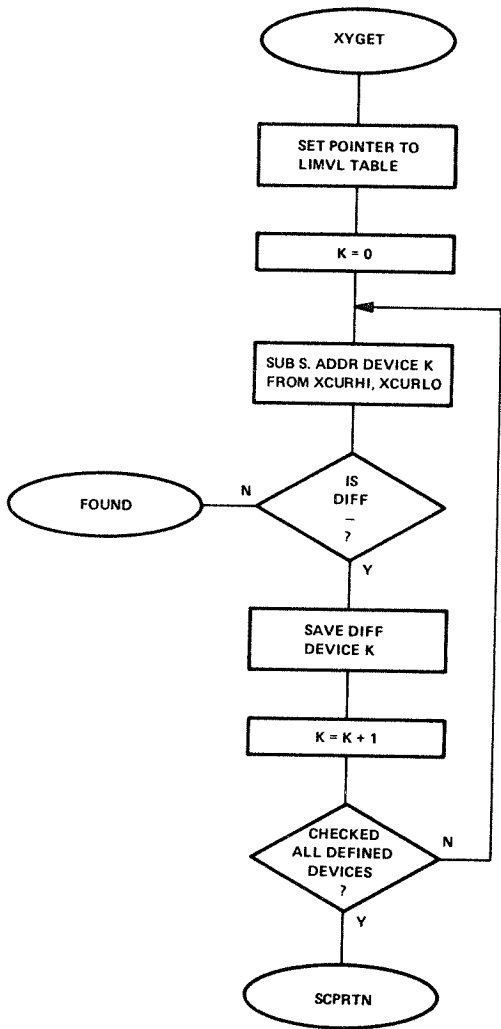 XYGET
SET POINTER TO
LIMVL TABLE
K = 0
SUB S. ADDR DEVICE K
FROM XCURHI, XCURLO
IS
DIFF
–
?
N
FOUND
Y
SAVE DIFF
DEVICE K
K = K + 1
CHECKED
ALL DEFINED
DEVICES
?
N
Y
SCPRTN